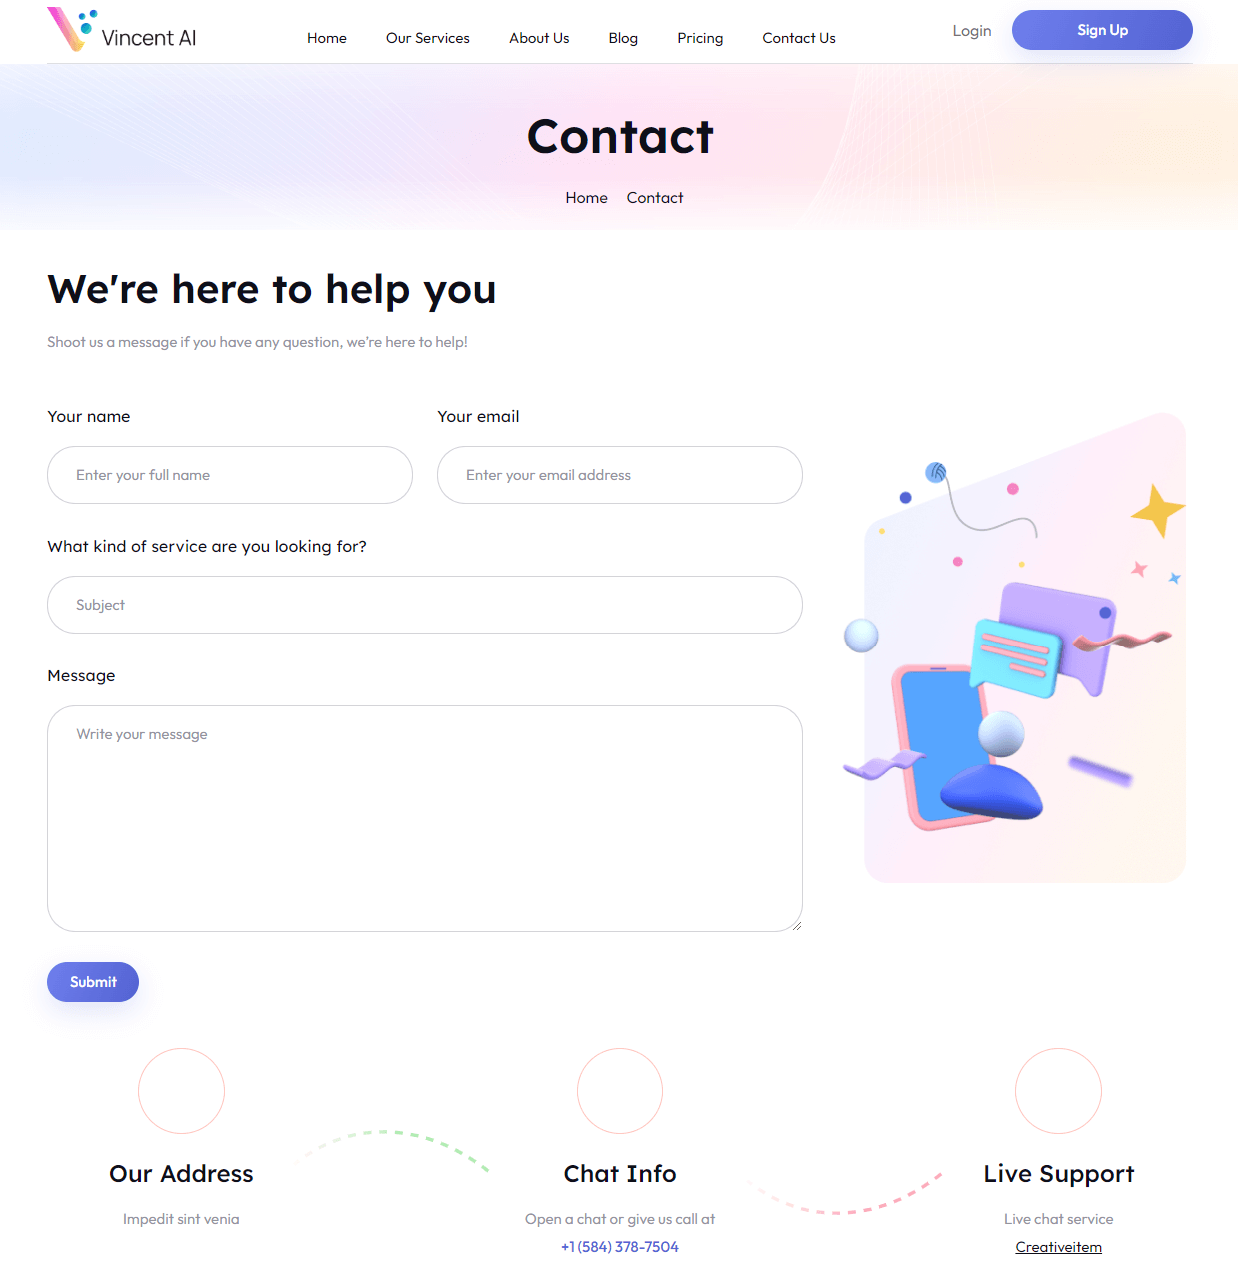 Vincent AI
Home Our Services About Us Blog Pricing Contact Us Login Sign Up
Contact
Home Contact
We're here to help you
Shoot us a message if you have any question, we're here to help!
Your name Your email
Enter your full name Enter your email address
What kind of service are you looking for?
Subject
Message
Write your message
Submit
Our Address Chat Info Live Support
Impedit sint venia Open a chat or give us call at Live chat service
+1 (584) 378-7504 Creativeitem